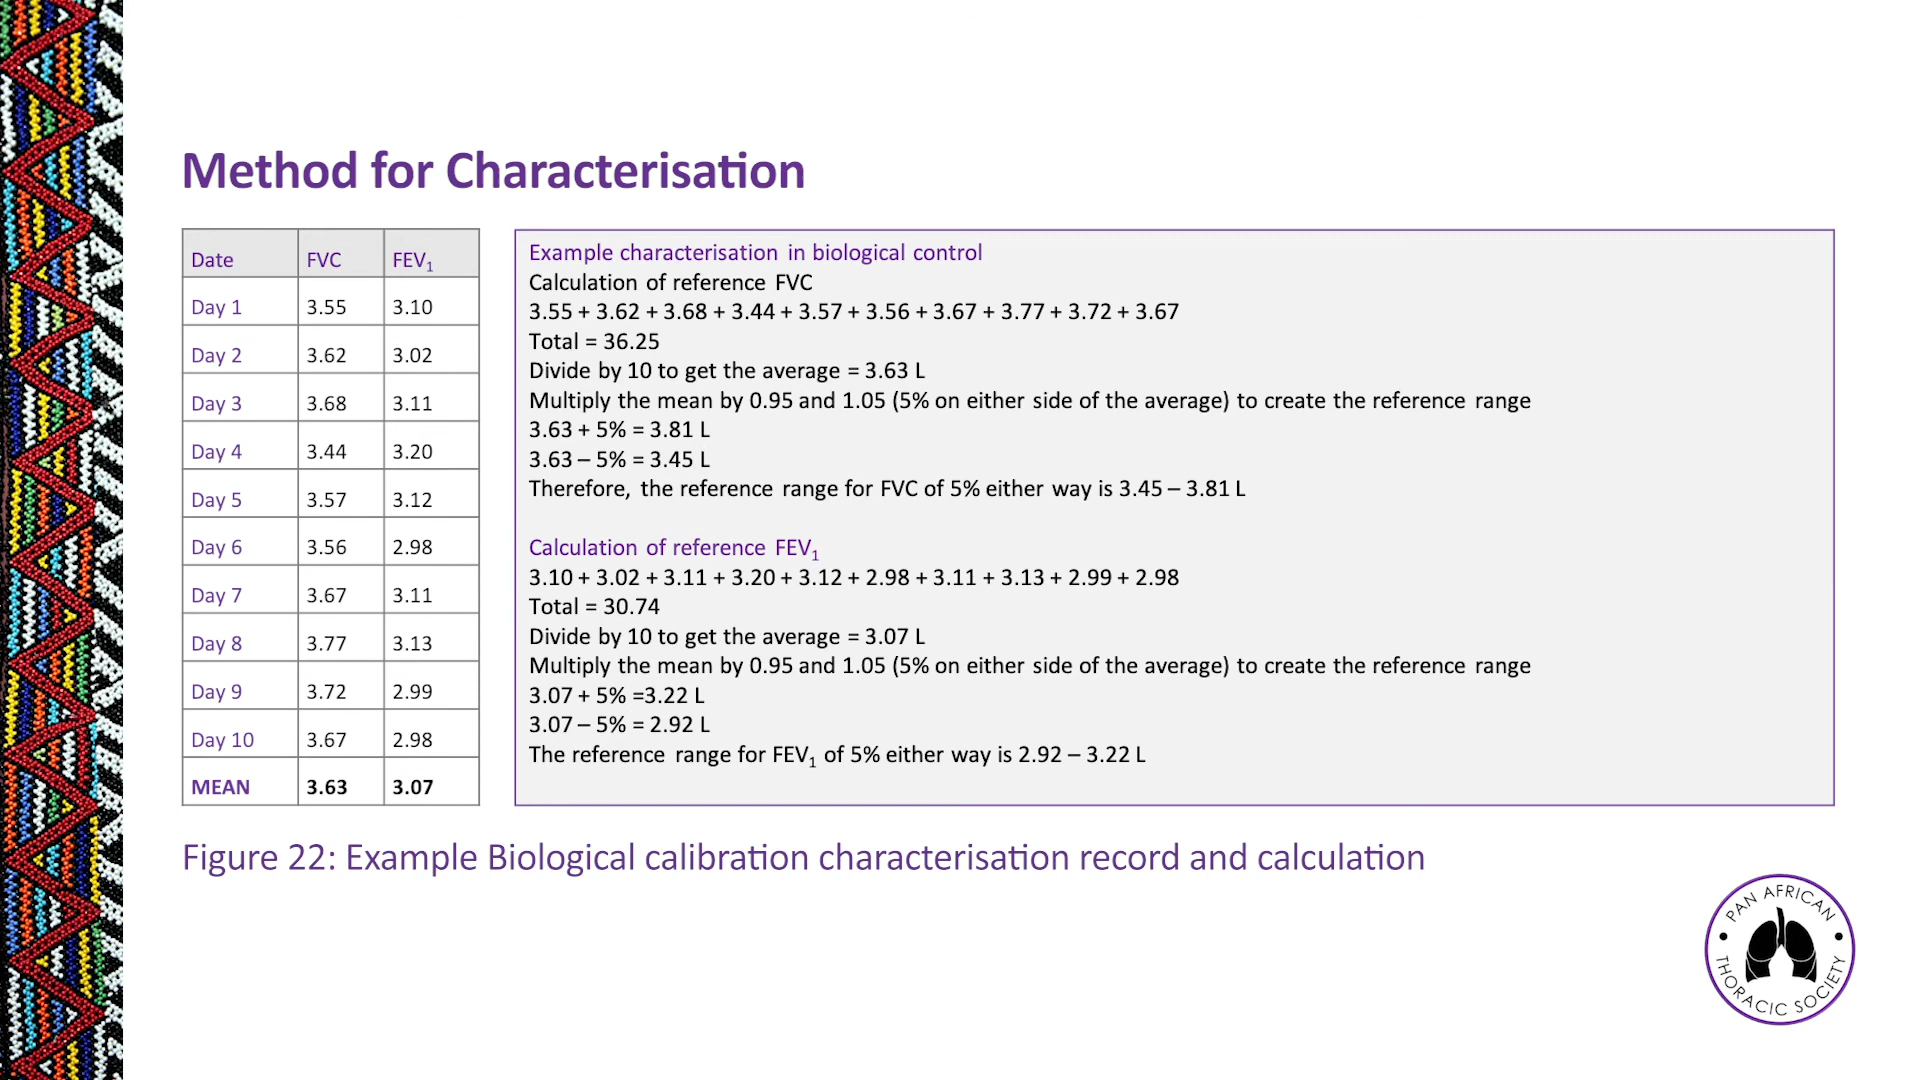 Method for Characterisation
Date FVC FEV₁
Day 1 3.55 3.10
Day 2 3.62 3.02
Day 3 3.68 3.11
Day 4 3.44 3.20
Day 5 3.57 3.12
Day 6 3.56 2.98
Day 7 3.67 3.11
Day 8 3.77 3.13
Day 9 3.72 2.99
Day 10 3.67 2.98
MEAN 3.63 3.07
Example characterisation in biological control
Calculation of reference FVC
3.55 + 3.62 + 3.68 + 3.44 + 3.57 + 3.56 + 3.67 + 3.77 + 3.72 + 3.67
Total = 36.25
Divide by 10 to get the average = 3.63 L
Multiply the mean by 0.95 and 1.05 (5% on either side of the average) to create the reference range
3.63 + 5% = 3.81 L
3.63 – 5% = 3.45 L
Therefore, the reference range for FVC of 5% either way is 3.45 – 3.81 L
Calculation of reference FEV₁
3.10 + 3.02 + 3.11 + 3.20 + 3.12 + 2.98 + 3.11 + 3.13 + 2.99 + 2.98
Total = 30.74
Divide by 10 to get the average = 3.07 L
Multiply the mean by 0.95 and 1.05 (5% on either side of the average) to create the reference range
3.07 + 5% =3.22 L
3.07 – 5% = 2.92 L
The reference range for FEV₁ of 5% either way is 2.92 – 3.22 L
Figure 22: Example Biological calibration characterisation record and calculation
PAN AFRICAN
THORACIC SOCIETY